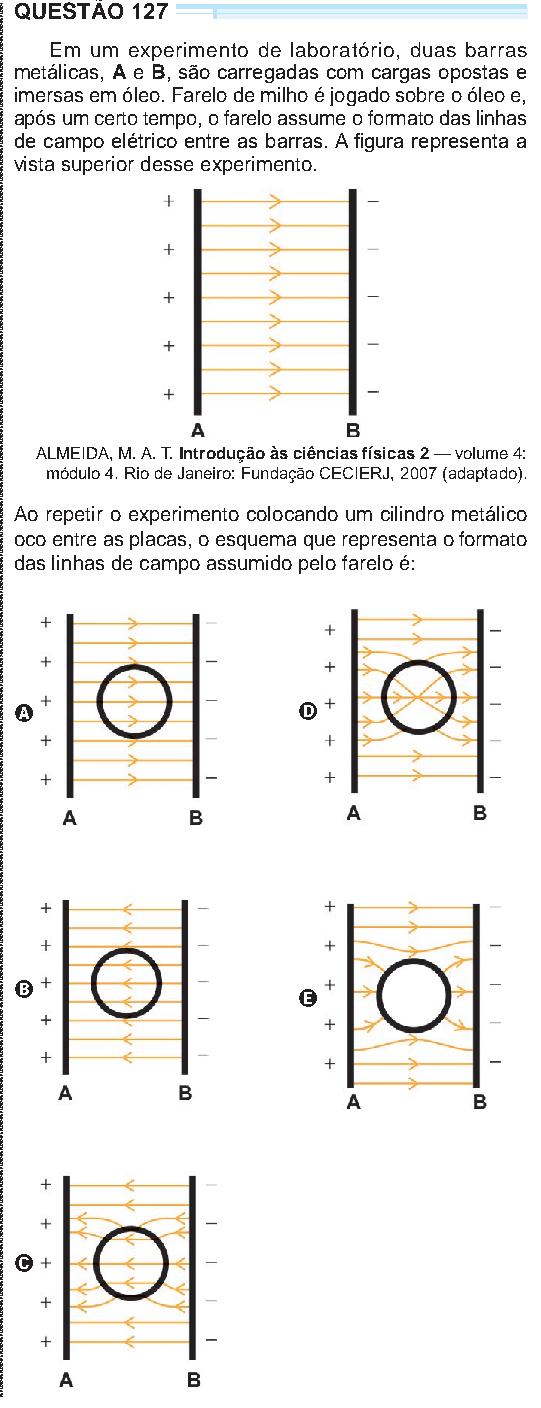 QUESTÃO 127
Em um experimento de laboratório, duas barras
metálicas, A e B, são carregadas com cargas opostas e
imersas em óleo. Farelo de milho é jogado sobre o óleo e,
após um certo tempo, o farelo assume o formato das linhas
de campo elétrico entre as barras. A figura representa a
vista superior desse experimento.
+ −
+ −
+ −
+ −
+ −
A B
ALMEIDA, M. A. T. Introdução às ciências físicas 2 — volume 4:
módulo 4. Rio de Janeiro: Fundação CECIERJ, 2007 (adaptado).
Ao repetir o experimento colocando um cilindro metálico
oco entre as placas, o esquema que representa o formato
das linhas de campo assumido pelo farelo é:
A
+ −
+ −
+ −
+ −
+ −
A B
B
+ −
+ −
+ −
+ −
+ −
A B
C
+ −
+ −
+ −
+ −
+ −
A B
D
+ −
+ −
+ −
+ −
+ −
A B
E
+ −
+ −
+ −
+ −
+ −
A B